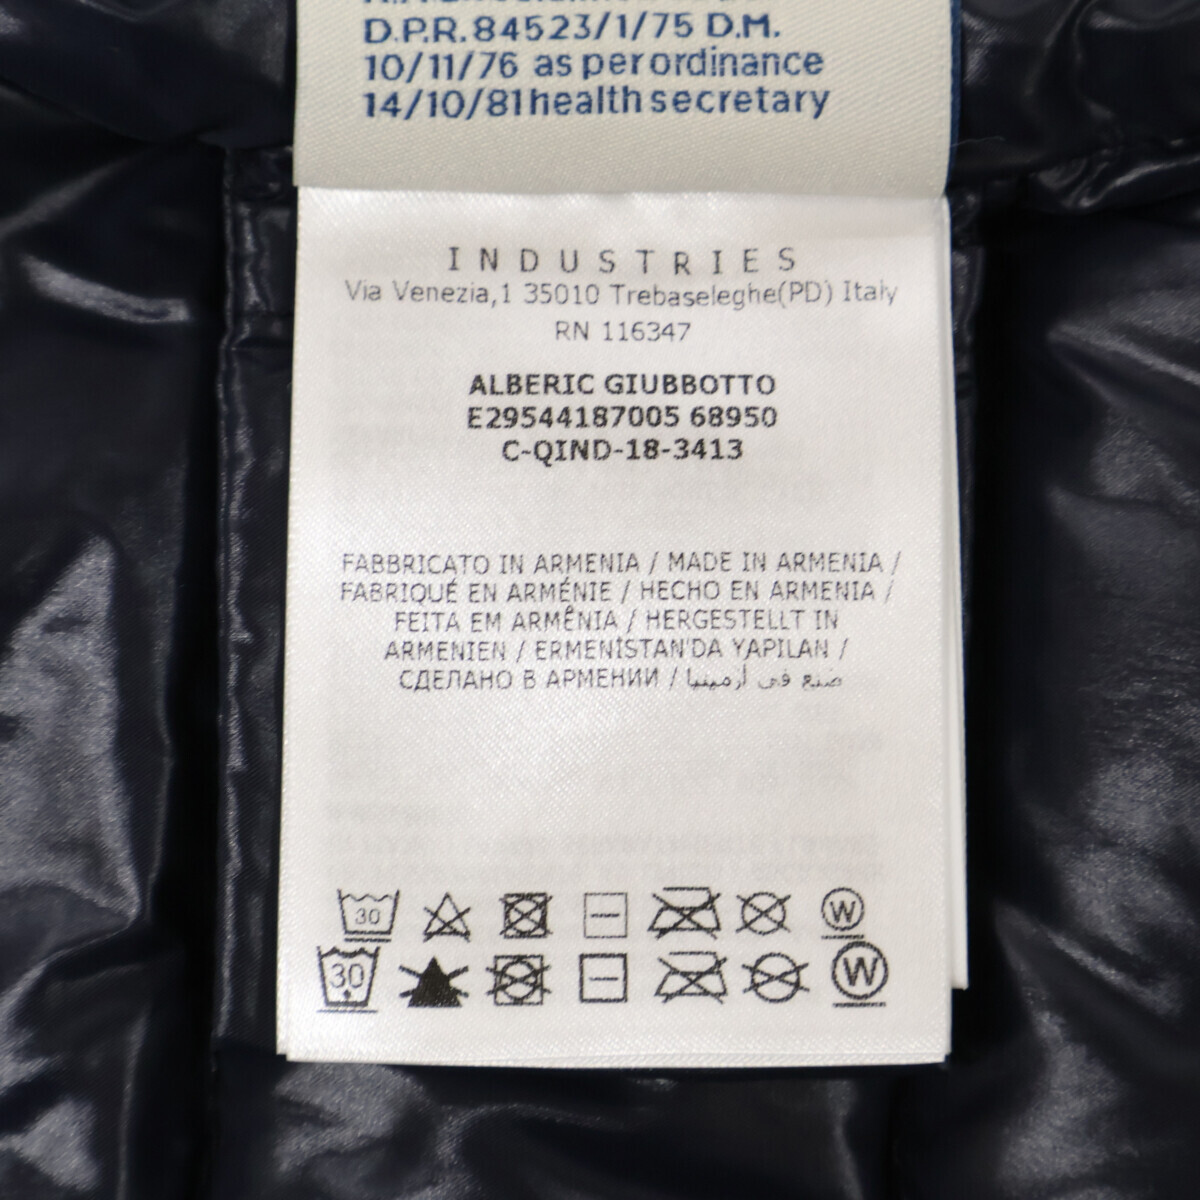 D.P.R. 84523/1/75 D.M.
10/11/76 as per ordinance
14/10/81 health secretary
INDUSTRIES
Via Venezia,1 35010 Trebaseleghe(PD) Italy
RN 116347
ALBERIC GIUBBOTTO
E29544187005 68950
C-QIND-18-3413
FABBRICATO IN ARMENIA / MADE IN ARMENIA /
FABRIQUÉ EN ARMÉNIE / HECHO EN ARMENIA /
FEITA EM ARMÊNIA / HERGESTELLT IN
ARMENIEN / ERMENİSTAN'DA YAPILAN /
СДЕЛАНО В АРМЕНИИ / صنع في أرمينيا
30 W
30 W